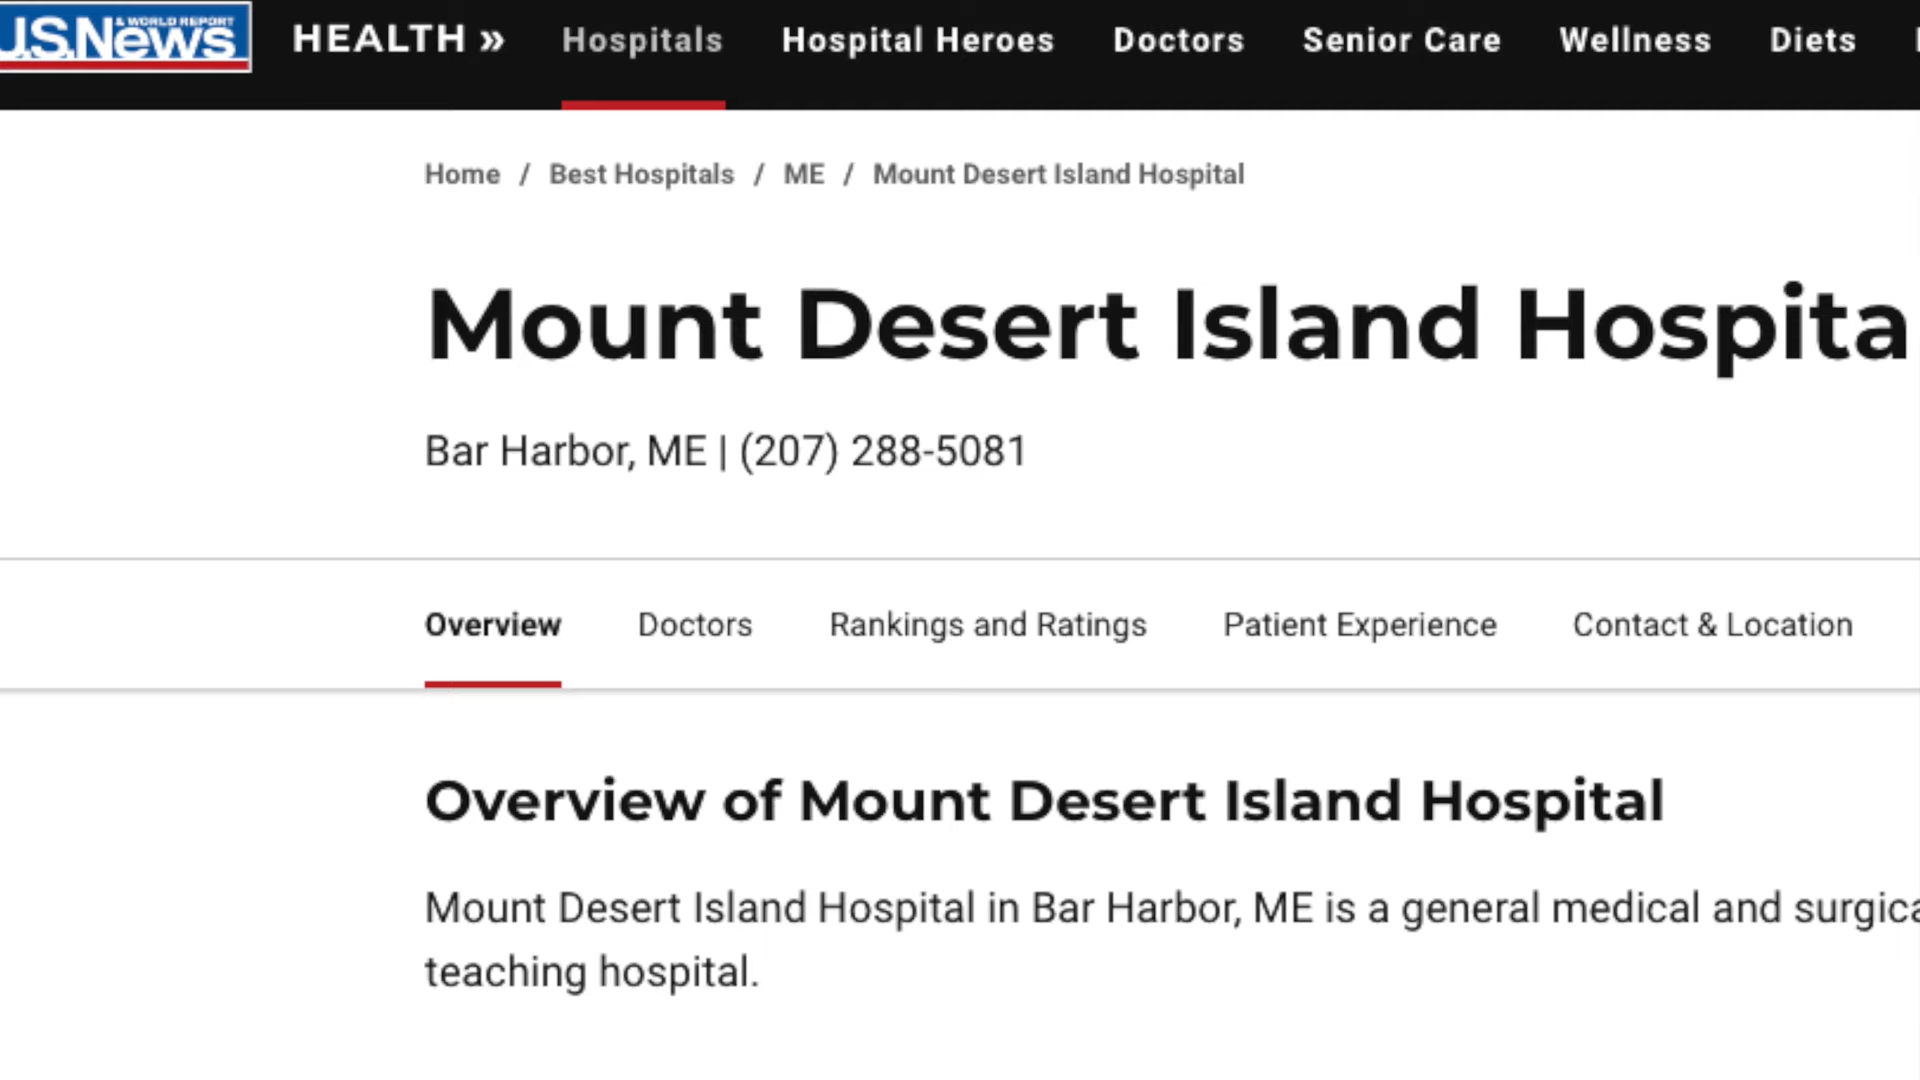 U.S.News & WORLD REPORT
HEALTH » Hospitals Hospital Heroes Doctors Senior Care Wellness Diets
Home / Best Hospitals / ME / Mount Desert Island Hospital
Mount Desert Island Hospita
Bar Harbor, ME | (207) 288-5081
Overview Doctors Rankings and Ratings Patient Experience Contact & Location
Overview of Mount Desert Island Hospital
Mount Desert Island Hospital in Bar Harbor, ME is a general medical and surgica
teaching hospital.